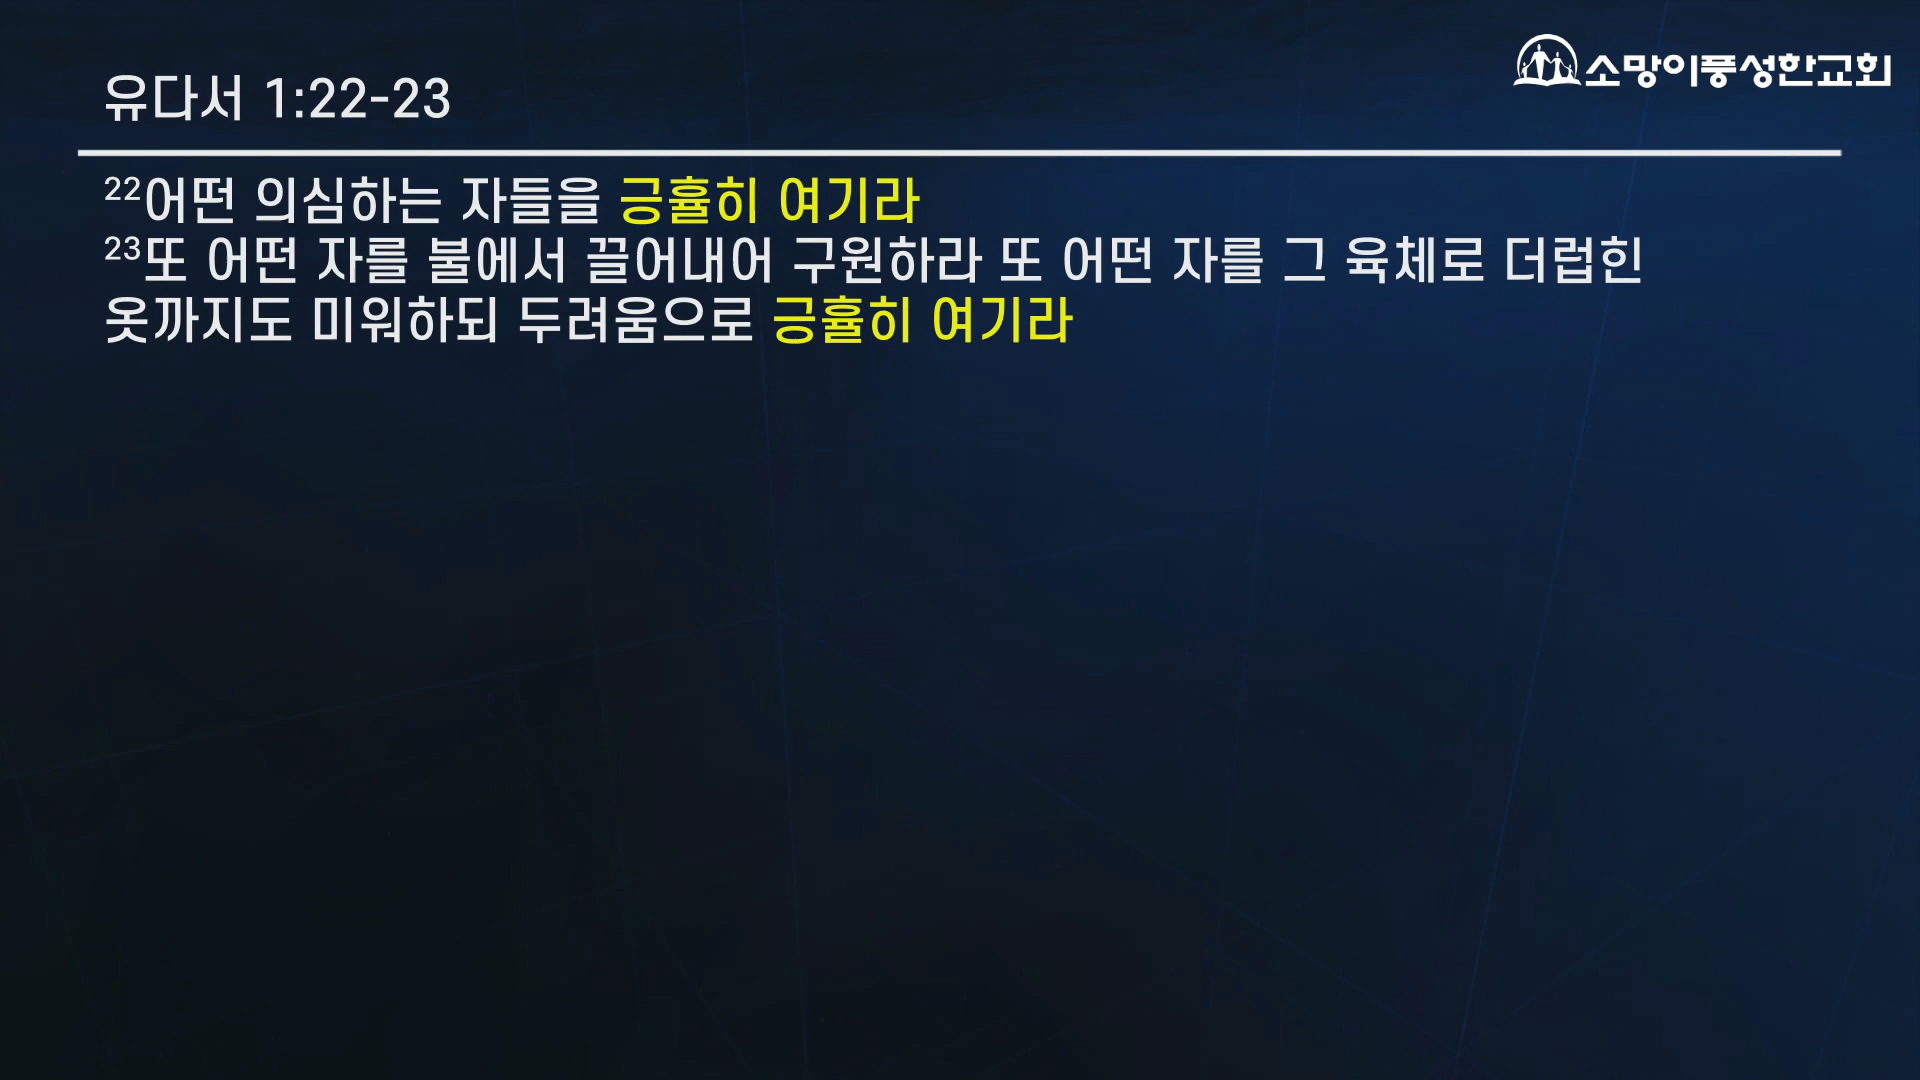 소망이풍성한교회
유다서 1:22-23
22어떤 의심하는 자들을 긍휼히 여기라
23또 어떤 자를 불에서 끌어내어 구원하라 또 어떤 자를 그 육체로 더럽힌
옷까지도 미워하되 두려움으로 긍휼히 여기라